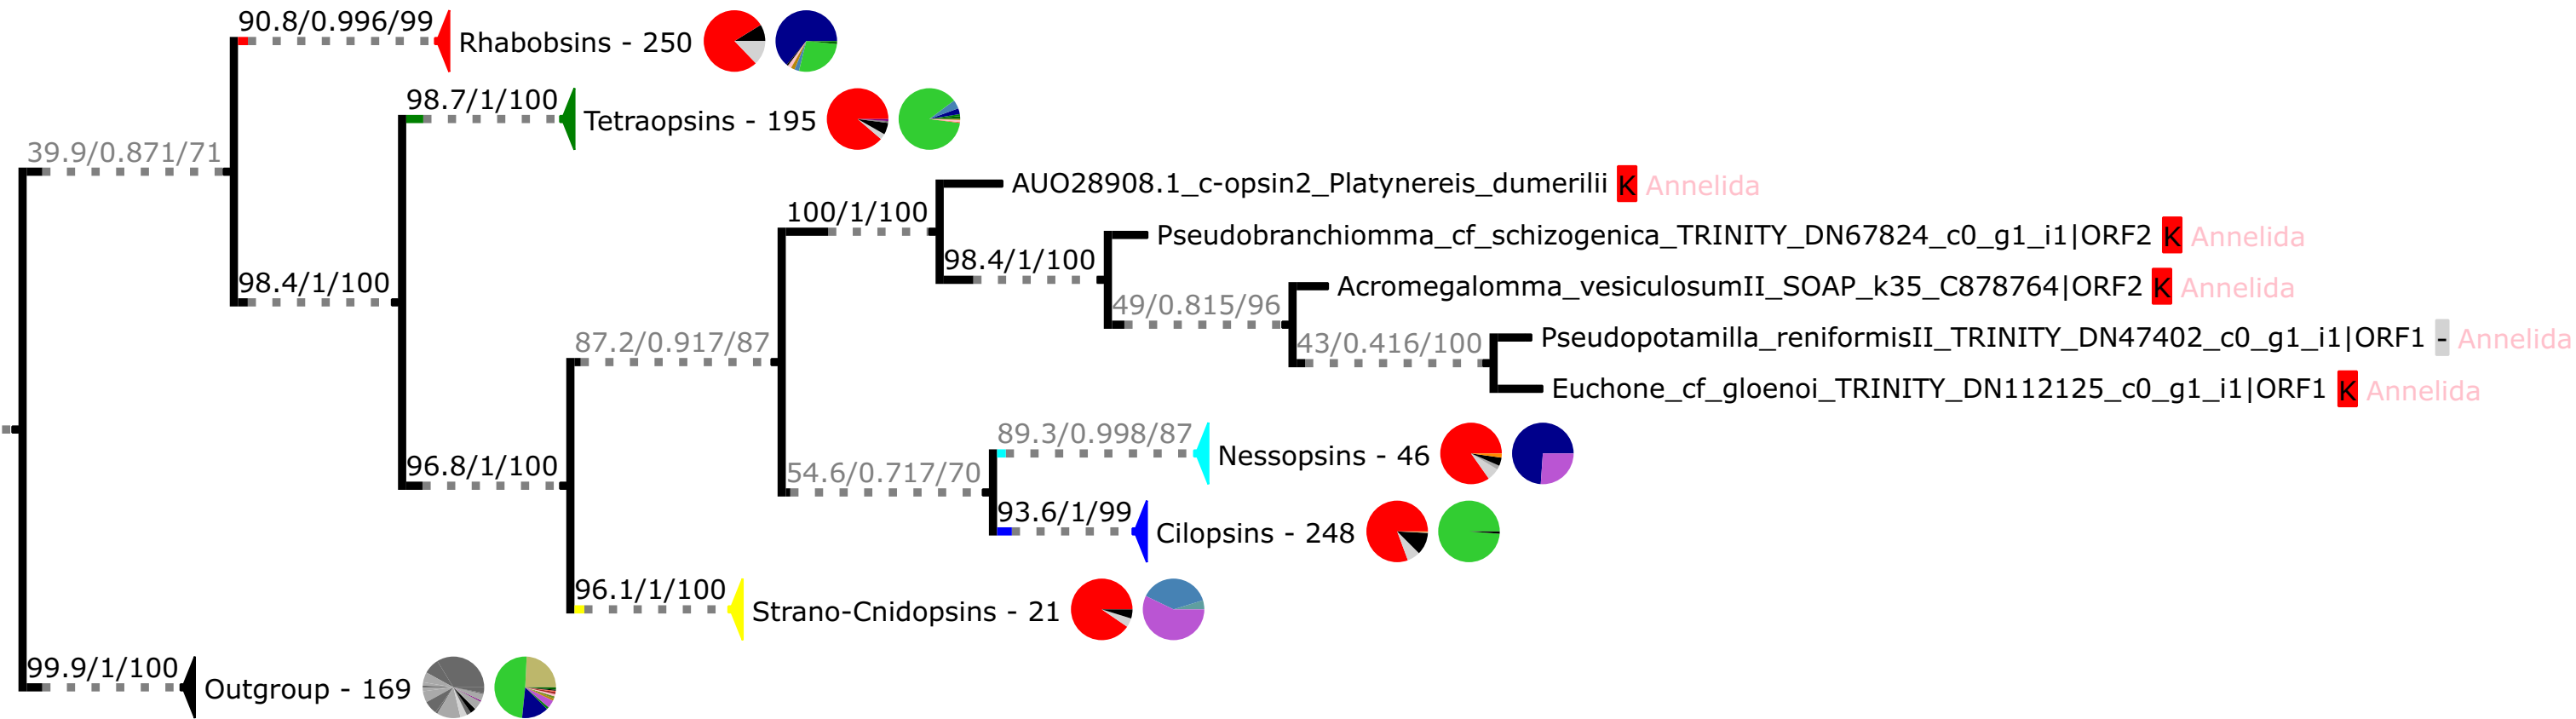 90.8/0.996/99
Rhabobsins - 250
98.7/1/100
Tetraopsins - 195
39.9/0.871/71
AUO28908.1_c-opsin2_Platynereis_dumerilii K Annelida
100/1/100
Pseudobranchiomma_cf_schizogenica_TRINITY_DN67824_c0_g1_i1|ORF2 K Annelida
98.4/1/100
98.4/1/100
Acromegalomma_vesiculosumII_SOAP_k35_C878764|ORF2 K Annelida
49/0.815/96
Pseudopotamilla_reniformisII_TRINITY_DN47402_c0_g1_i1|ORF1 - Annelida
87.2/0.917/87
43/0.416/100
Euchone_cf_gloenoi_TRINITY_DN112125_c0_g1_i1|ORF1 K Annelida
89.3/0.998/87
Nessopsins - 46
96.8/1/100
54.6/0.717/70
93.6/1/99
Cilopsins - 248
96.1/1/100
Strano-Cnidopsins - 21
99.9/1/100
Outgroup - 169